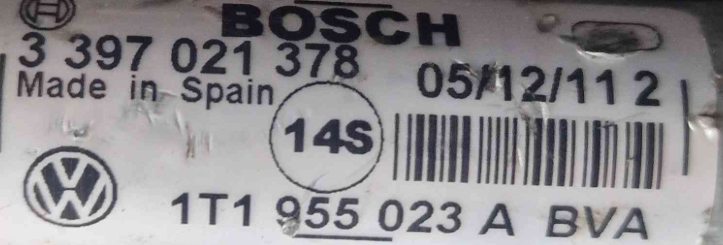 BOSCH
3 397 021 378
05/12/11 2
Made in Spain
14S
1T1 955 023 A BVA